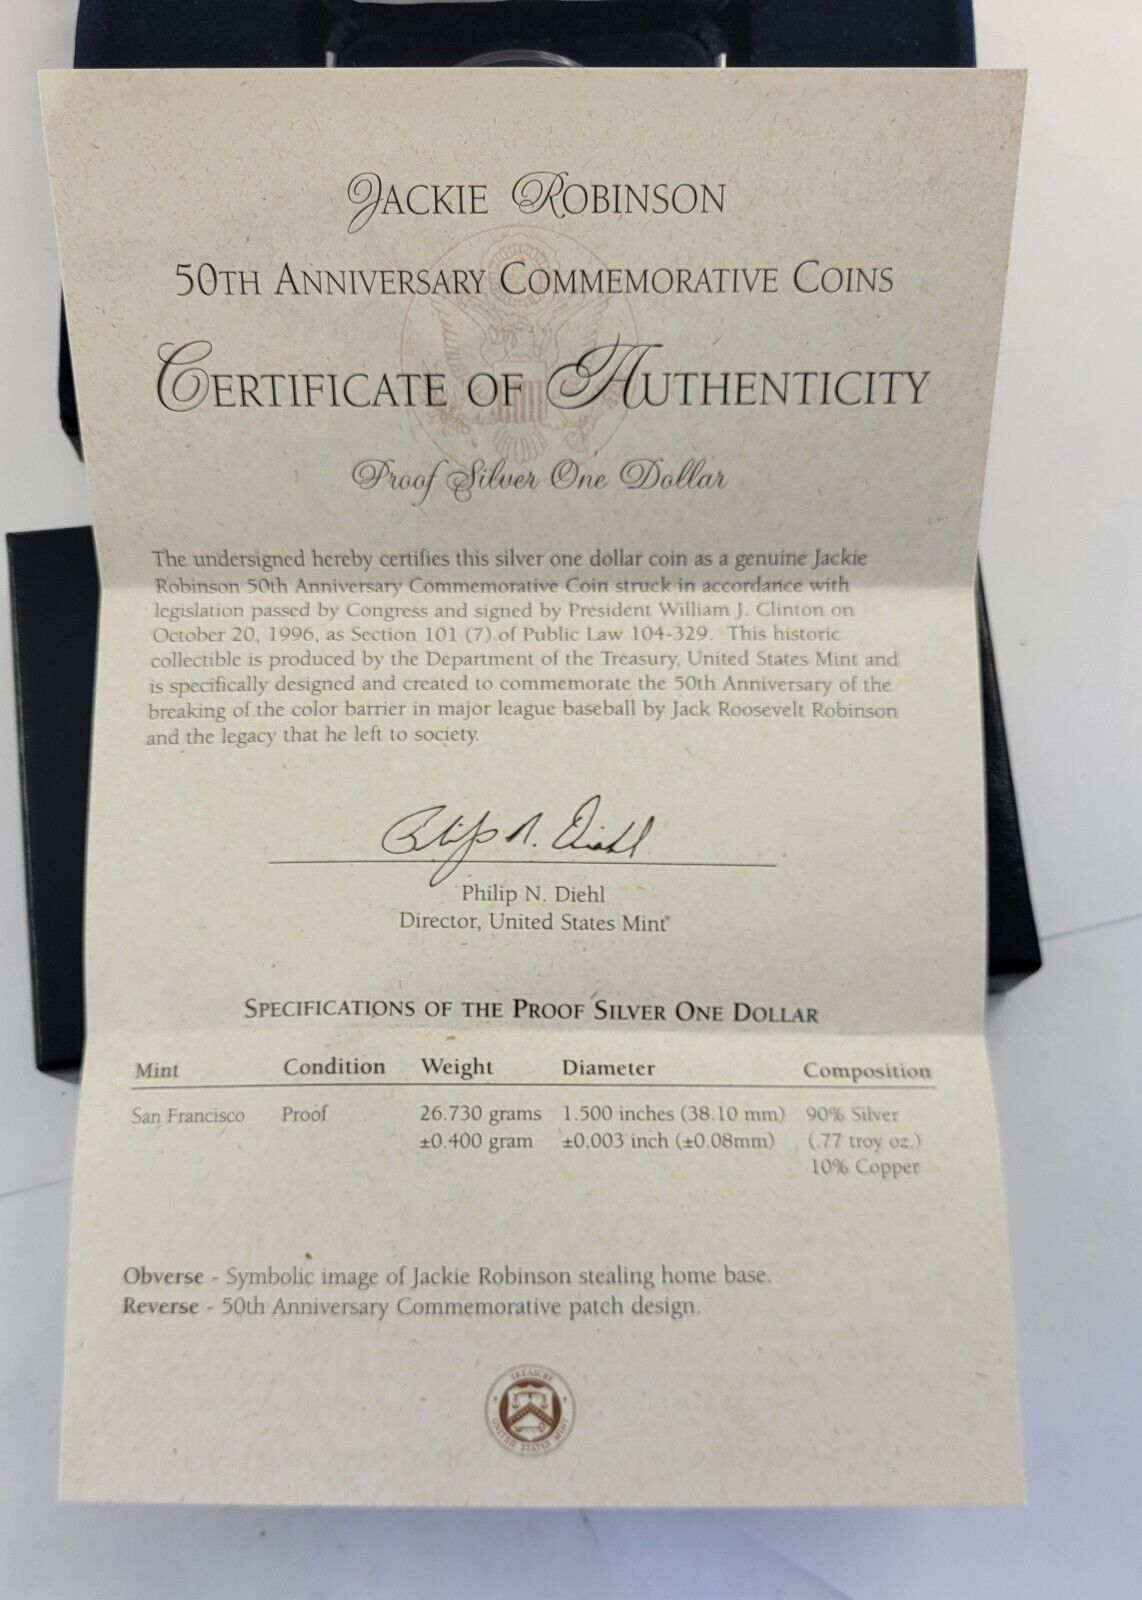 JACKIE ROBINSON
50TH ANNIVERSARY COMMEMORATIVE COINS
CERTIFICATE OF AUTHENTICITY
Proof Silver One Dollar
The undersigned hereby certifies this silver one dollar coin as a genuine Jackie
Robinson 50th Anniversary Commemorative Coin struck in accordance with
legislation passed by Congress and signed by President William J. Clinton on
October 20, 1996, as Section 101 (7) of Public Law 104-329. This historic
collectible is produced by the Department of the Treasury, United States Mint and
is specifically designed and created to commemorate the 50th Anniversary of the
breaking of the color barrier in major league baseball by Jack Roosevelt Robinson
and the legacy that he left to society.
Philip N. Diehl
Philip N. Diehl
Director, United States Mint
SPECIFICATIONS OF THE PROOF SILVER ONE DOLLAR
Mint Condition Weight Diameter Composition
San Francisco Proof 26.730 grams 1.500 inches (38.10 mm) 90% Silver
±0.400 gram ±0.003 inch (±0.08mm) (.77 troy oz.)
10% Copper
Obverse - Symbolic image of Jackie Robinson stealing home base.
Reverse - 50th Anniversary Commemorative patch design.
TREASURY
UNITED STATES MINT